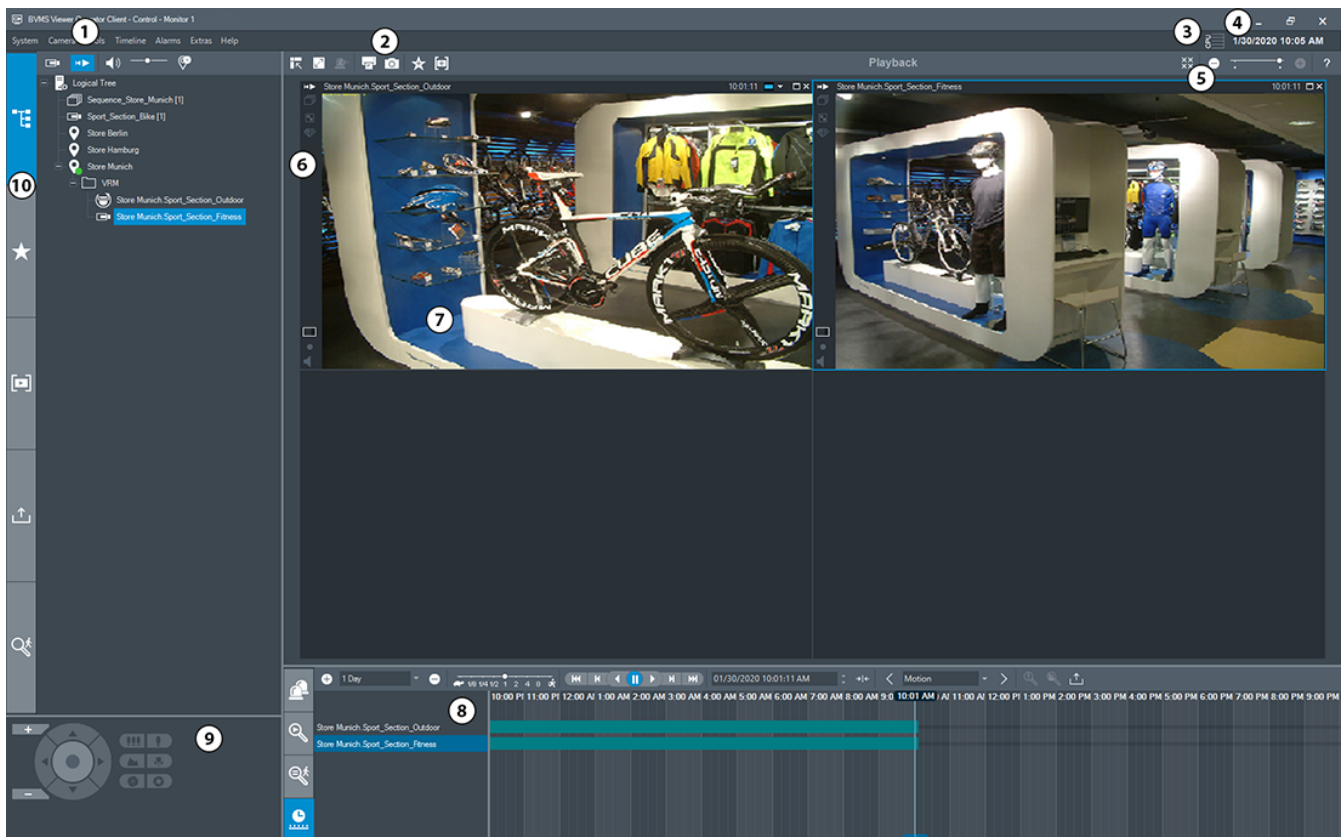 BVMS Viewer Operator Client - Control - Monitor 1
1
4
System Camera Tools Timeline Alarms Extras Help
2
3
1/30/2020 10:05 AM
Playback
5
?
Logical Tree
Sequence_Store_Munich [1]
Sport_Section_Bike [1]
Store Berlin
Store Hamburg
Store Munich
VRM
Store Munich.Sport_Section_Outdoor
Store Munich.Sport_Section_Fitness
10
Store Munich.Sport_Section_Outdoor 10:01:11
Store Munich.Sport_Section_Fitness 10:01:11
6
CUBE
CUSTOM
7
1 Day
1/8 1/4 1/2 1 2 4 8
01/30/2020 10:01:11 AM
Motion
10:00 PM 11:00 PM 12:00 AM 1:00 AM 2:00 AM 3:00 AM 4:00 AM 5:00 AM 6:00 AM 7:00 AM 8:00 AM 9:0 10:01 AM AM 11:00 AM 12:00 PM 1:00 PM 2:00 PM 3:00 PM 4:00 PM 5:00 PM 6:00 PM 7:00 PM 8:00 PM 9:00 PM
8
Store Munich.Sport_Section_Outdoor
Store Munich.Sport_Section_Fitness
9